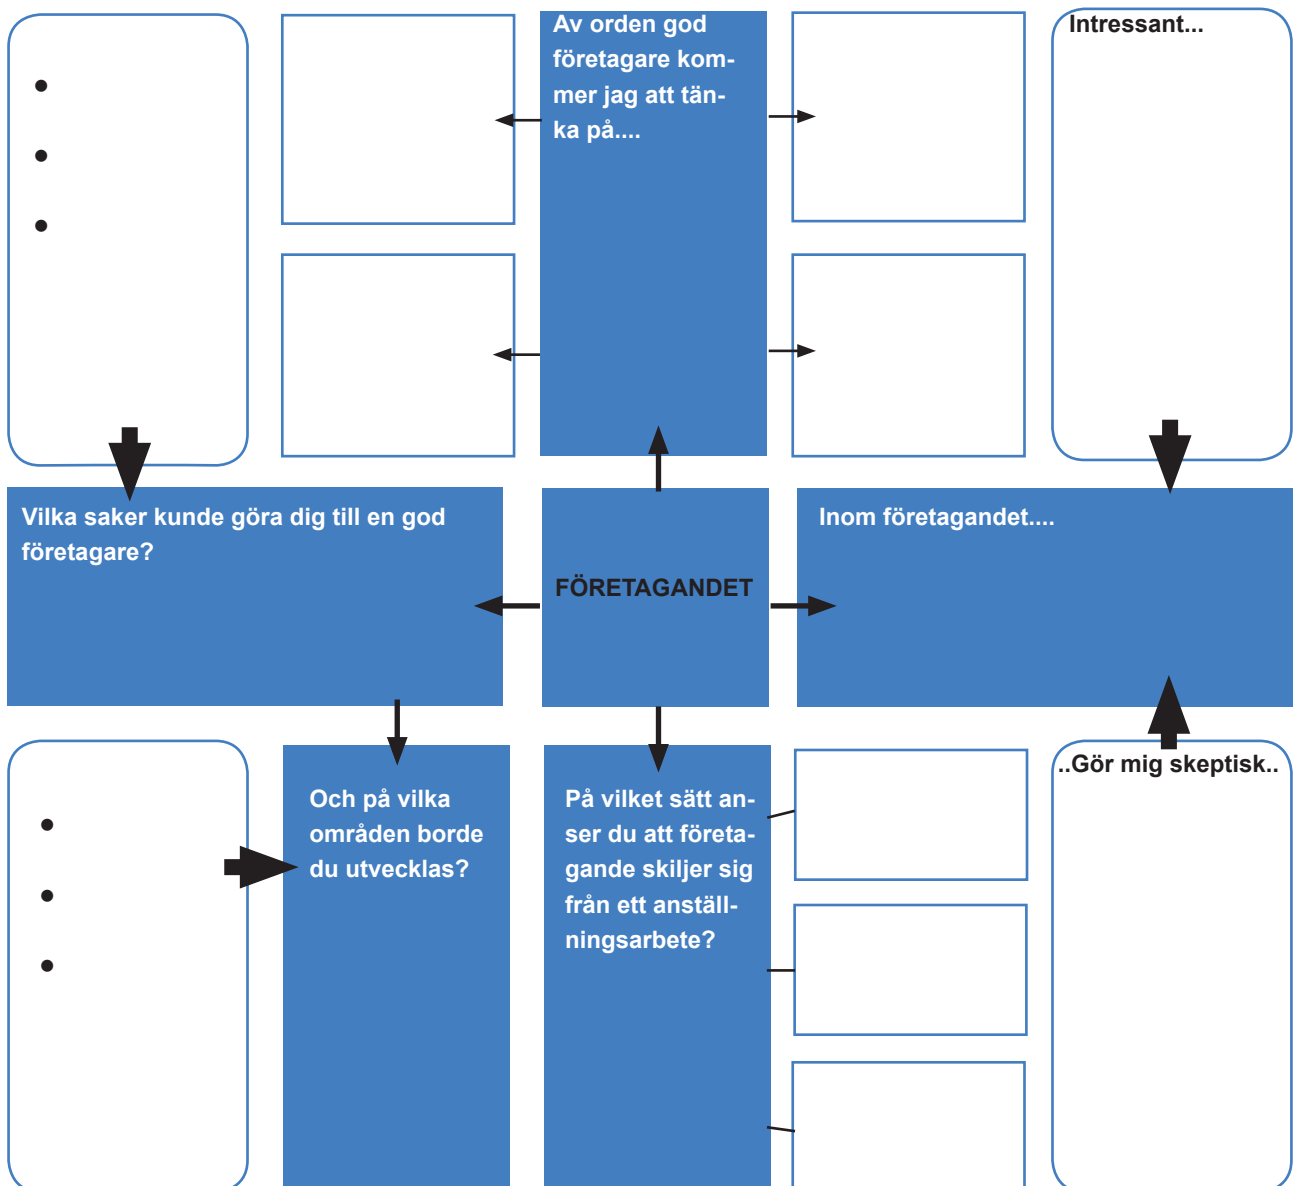 Av orden god
företagare kom-
mer jag att tän-
ka på....
Intressant...
Vilka saker kunde göra dig till en god
företagare?
FÖRETAGANDET
Inom företagandet....
..Gör mig skeptisk..
Och på vilka
områden borde
du utvecklas?
På vilket sätt an-
ser du att företa-
gande skiljer sig
från ett anställ-
ningsarbete?